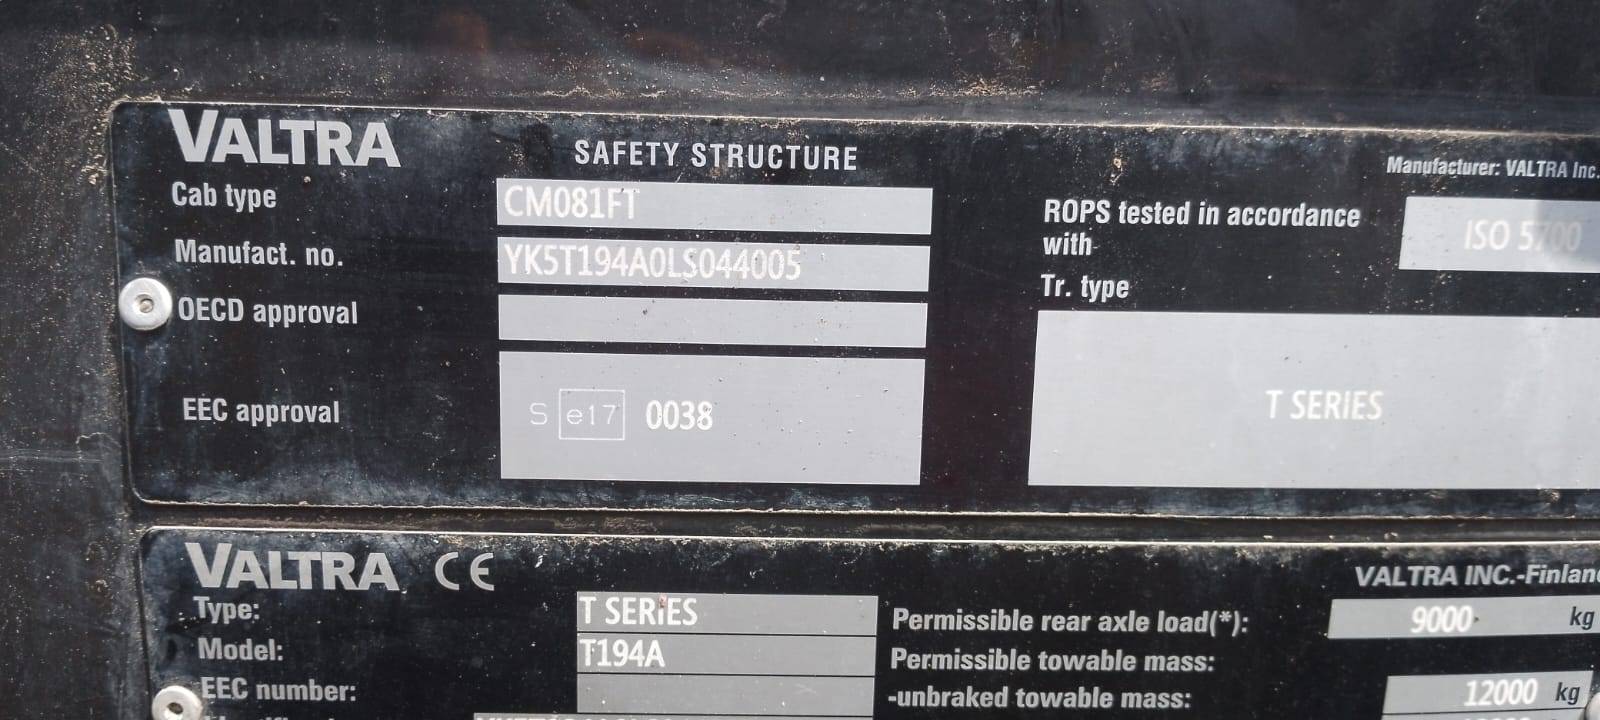 VALTRA
SAFETY STRUCTURE
Manufacturer: VALTRA Inc.
Cab type CM081FT
Manufact. no. YK5T194A0LS044005
OECD approval
EEC approval S e17 0038
ROPS tested in accordance
with
ISO 5700
Tr. type
T SERIES
VALTRA CE
VALTRA INC.-Finland
Type: T SERIES
Model: T194A
EEC number:
Permissible rear axle load(*): 9000 kg
Permissible towable mass:
-unbraked towable mass: 12000 kg